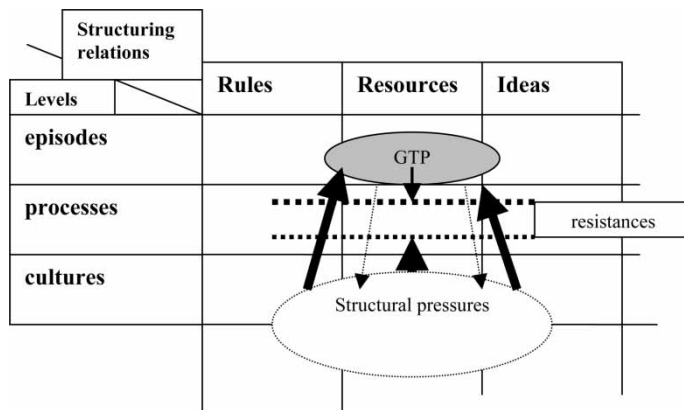 Structuring
relations
Levels
Rules
Resources
Ideas
episodes
GTP
processes
resistances
cultures
Structural pressures